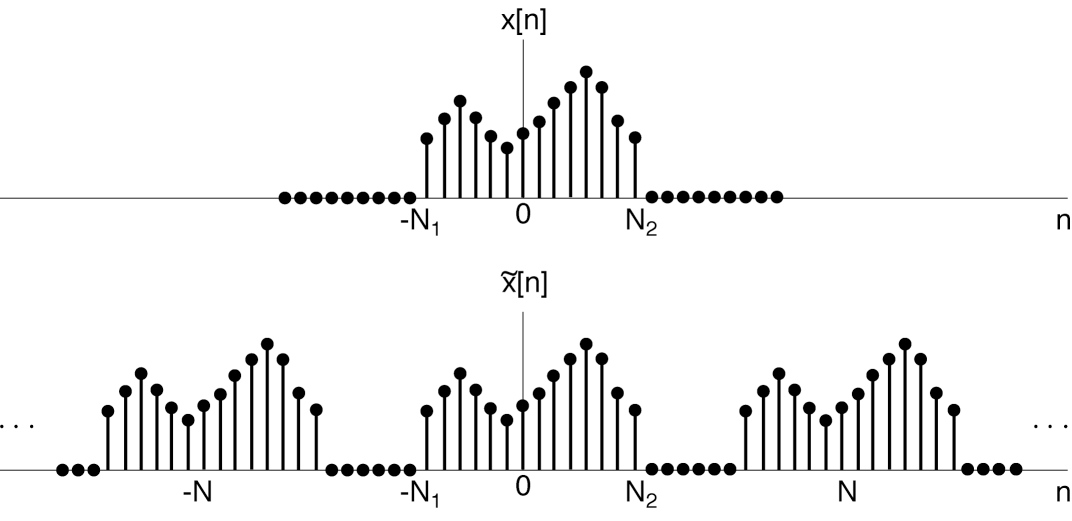 x[n]
-N₁ 0 N₂ n
x̃[n]
. . . . . .
-N -N₁ 0 N₂ N n